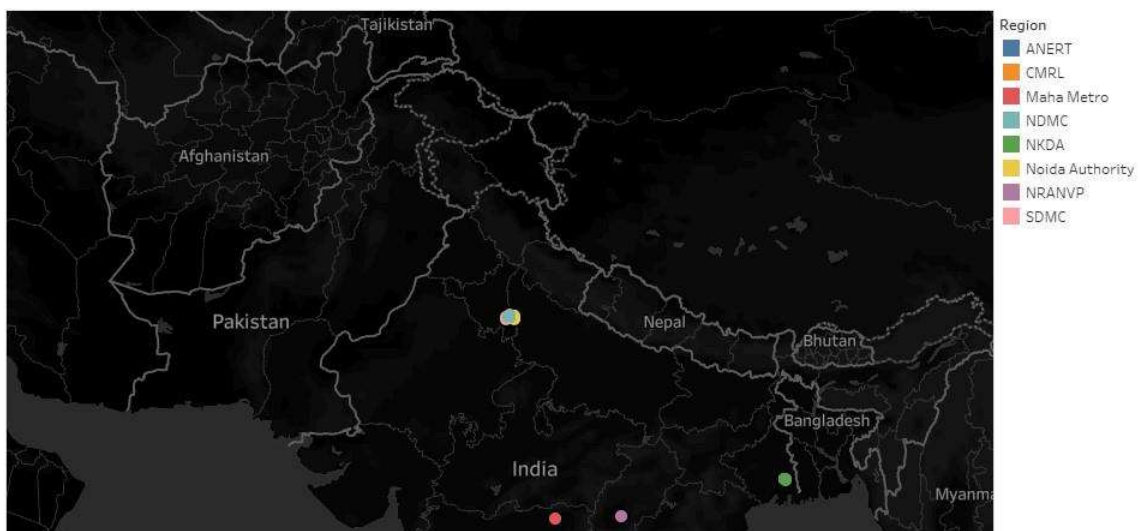 Tajikistan
Afghanistan
Pakistan
Nepal
Bhutan
Bangladesh
India
Myanma
Region
ANERT
CMRL
Maha Metro
NDMC
NKDA
Noida Authority
NRANVP
SDMC